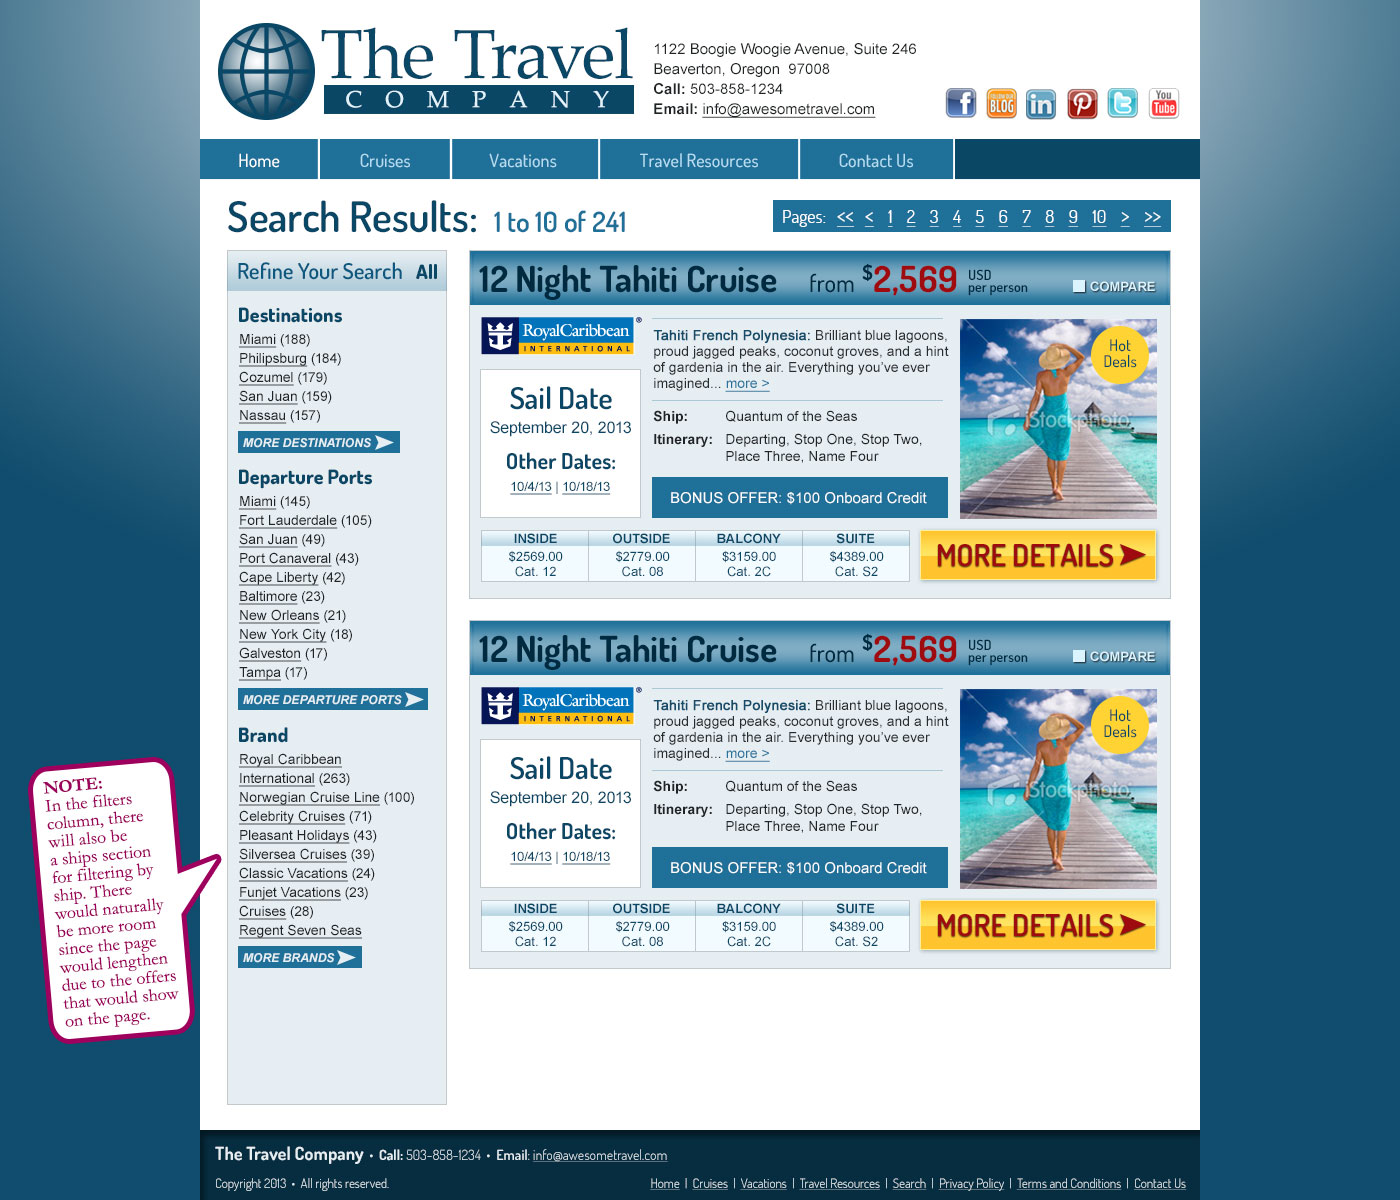 The Travel
COMPANY
1122 Boogie Woogie Avenue, Suite 246
Beaverton, Oregon 97008
Call: 503-858-1234
Email: info@awesometravel.com
f
FOLLOW OUR
BLOG
in
P
t
You
Tube
Home
Cruises
Vacations
Travel Resources
Contact Us
Search Results: 1 to 10 of 241
Pages: << < 1 2 3 4 5 6 7 8 9 10 > >>
Refine Your Search All
Destinations
Miami (188)
Philipsburg (184)
Cozumel (179)
San Juan (159)
Nassau (157)
MORE DESTINATIONS
Departure Ports
Miami (145)
Fort Lauderdale (105)
San Juan (49)
Port Canaveral (43)
Cape Liberty (42)
Baltimore (23)
New Orleans (21)
New York City (18)
Galveston (17)
Tampa (17)
MORE DEPARTURE PORTS
Brand
Royal Caribbean
International (263)
Norwegian Cruise Line (100)
Celebrity Cruises (71)
Pleasant Holidays (43)
Silversea Cruises (39)
Classic Vacations (24)
Funjet Vacations (23)
Cruises (28)
Regent Seven Seas
MORE BRANDS
NOTE:
In the filters
column, there
will also be
a ships section
for filtering by
ship. There
would naturally
be more room
since the page
would lengthen
due to the offers
that would show
on the page.
12 Night Tahiti Cruise from $2,569 USD
per person
COMPARE
RoyalCaribbean®
INTERNATIONAL
Sail Date
September 20, 2013
Other Dates:
10/4/13 | 10/18/13
Tahiti French Polynesia: Brilliant blue lagoons,
proud jagged peaks, coconut groves, and a hint
of gardenia in the air. Everything you've ever
imagined... more >
Ship: Quantum of the Seas
Itinerary: Departing, Stop One, Stop Two,
Place Three, Name Four
BONUS OFFER: $100 Onboard Credit
Hot
Deals
iStockphoto
INSIDE OUTSIDE BALCONY SUITE
$2569.00 $2779.00 $3159.00 $4389.00
Cat. 12 Cat. 08 Cat. 2C Cat. S2
MORE DETAILS
12 Night Tahiti Cruise from $2,569 USD
per person
COMPARE
RoyalCaribbean®
INTERNATIONAL
Sail Date
September 20, 2013
Other Dates:
10/4/13 | 10/18/13
Tahiti French Polynesia: Brilliant blue lagoons,
proud jagged peaks, coconut groves, and a hint
of gardenia in the air. Everything you've ever
imagined... more >
Ship: Quantum of the Seas
Itinerary: Departing, Stop One, Stop Two,
Place Three, Name Four
BONUS OFFER: $100 Onboard Credit
Hot
Deals
iStockphoto
INSIDE OUTSIDE BALCONY SUITE
$2569.00 $2779.00 $3159.00 $4389.00
Cat. 12 Cat. 08 Cat. 2C Cat. S2
MORE DETAILS
The Travel Company • Call: 503-858-1234 • Email: info@awesometravel.com
Copyright 2013 • All rights reserved.
Home | Cruises | Vacations | Travel Resources | Search | Privacy Policy | Terms and Conditions | Contact Us